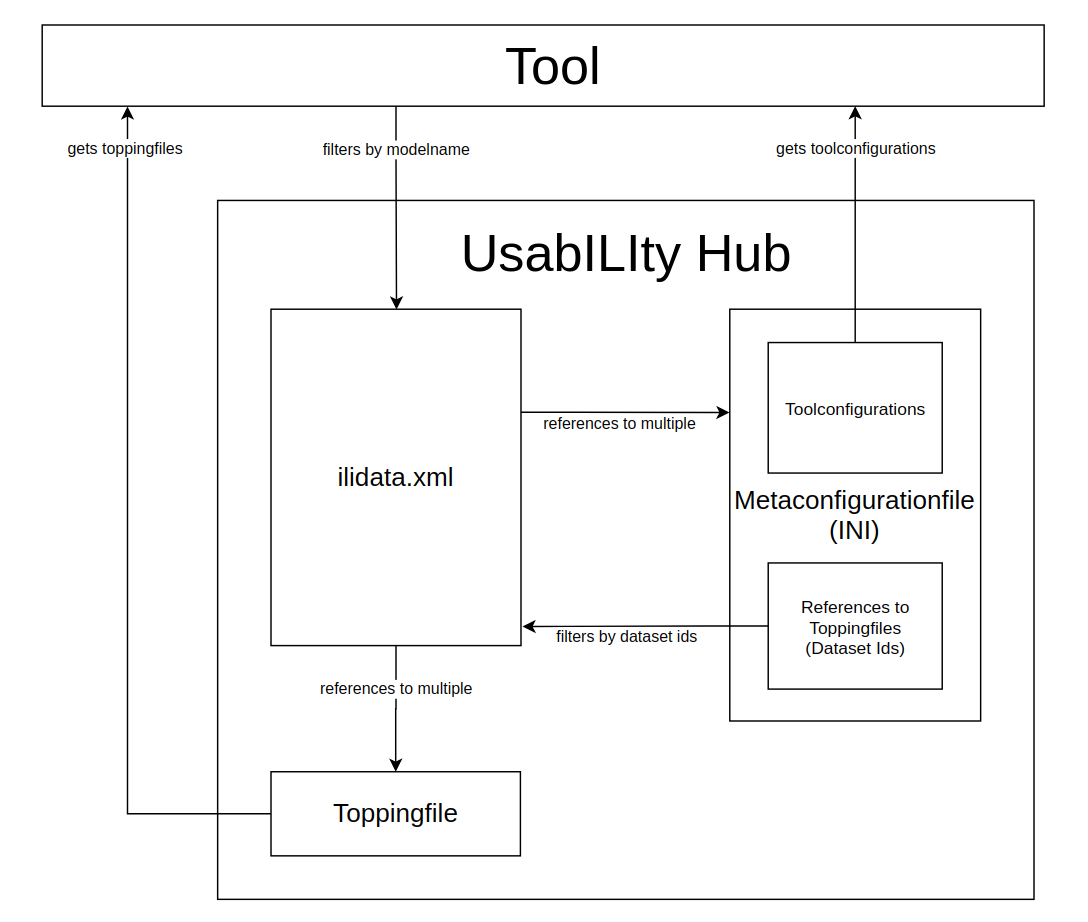 Tool
gets toppingfiles
filters by modelname
gets toolconfigurations
UsabILIty Hub
ilidata.xml
references to multiple
Toolconfigurations
Metaconfigurationfile
(INI)
References to
Toppingfiles
(Dataset Ids)
filters by dataset ids
references to multiple
Toppingfile